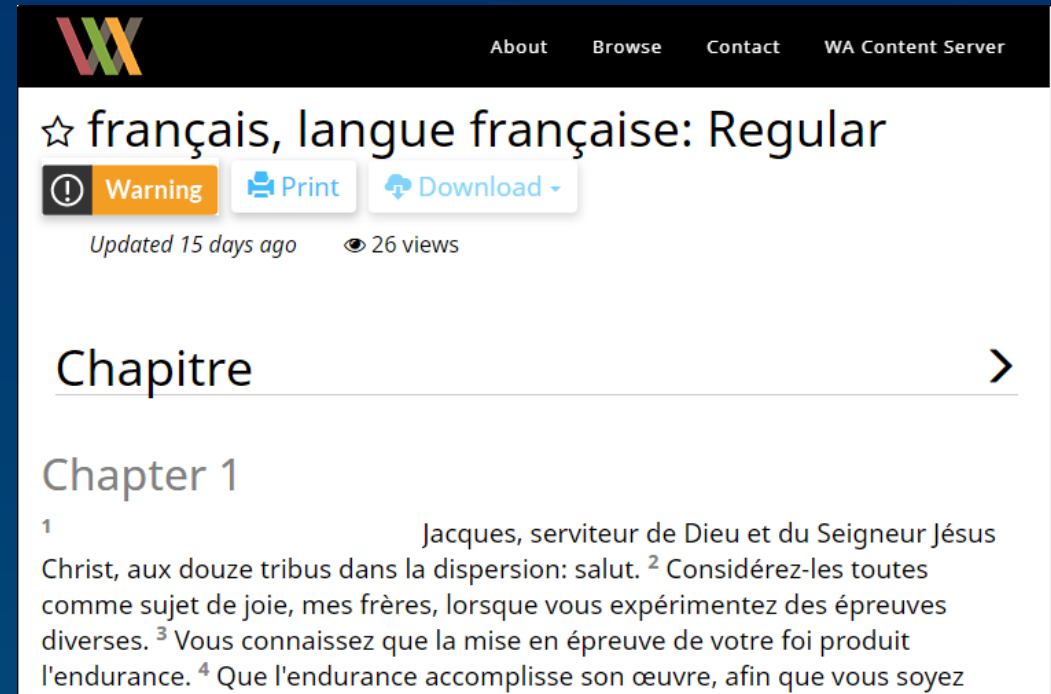 About Browse Contact WA Content Server
français, langue française: Regular
Warning Print Download
Updated 15 days ago 26 views
Chapitre
Chapter 1
1 Jacques, serviteur de Dieu et du Seigneur Jésus
Christ, aux douze tribus dans la dispersion: salut. 2 Considérez-les toutes
comme sujet de joie, mes frères, lorsque vous expérimentez des épreuves
diverses. 3 Vous connaissez que la mise en épreuve de votre foi produit
l'endurance. 4 Que l'endurance accomplisse son œuvre, afin que vous soyez